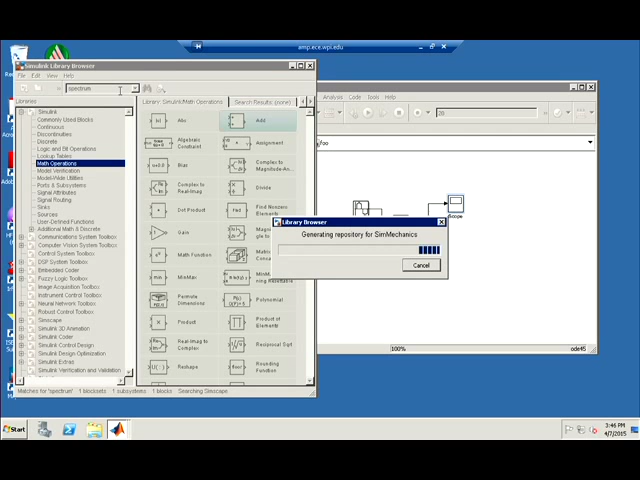 amp.ece.wpi.edu
Simulink Library Browser
File Edit View Help
spectrum
Libraries
Library: Simulink/Math Operations
Search Results: (none)
Simulink
Commonly Used Blocks
Continuous
Discontinuities
Discrete
Logic and Bit Operations
Lookup Tables
Math Operations
Model Verification
Model-Wide Utilities
Ports & Subsystems
Signal Attributes
Signal Routing
Sinks
Sources
User-Defined Functions
Additional Math & Discrete
Communications System Toolbox
Computer Vision System Toolbox
Control System Toolbox
DSP System Toolbox
Embedded Coder
Fuzzy Logic Toolbox
Image Acquisition Toolbox
Instrument Control Toolbox
Neural Network Toolbox
Robust Control Toolbox
Simscape
Simulink 3D Animation
Simulink Coder
Simulink Control Design
Simulink Design Optimization
Simulink Extras
Simulink Verification and Validation
Abs
Add
Algebraic Constraint
Assignment
Bias
Complex to Magnitude-An
Complex to Real-Imag
Divide
Dot Product
Find Nonzero Elements
Gain
Math Function
MinMax
Permute Dimensions
Polynomial
Product
Product of Elements
Real-Imag to Complex
Reciprocal Sqrt
Reshape
Rounding Function
Matches for 'spectrum' 1 blocksets 1 subsystems 1 blocks Searching Simscape
Analysis Code Tools Help
20
foo
Scope
Library Browser
Generating repository for SimMechanics
Cancel
100%
ode45
Start
3:46 PM
4/7/2015